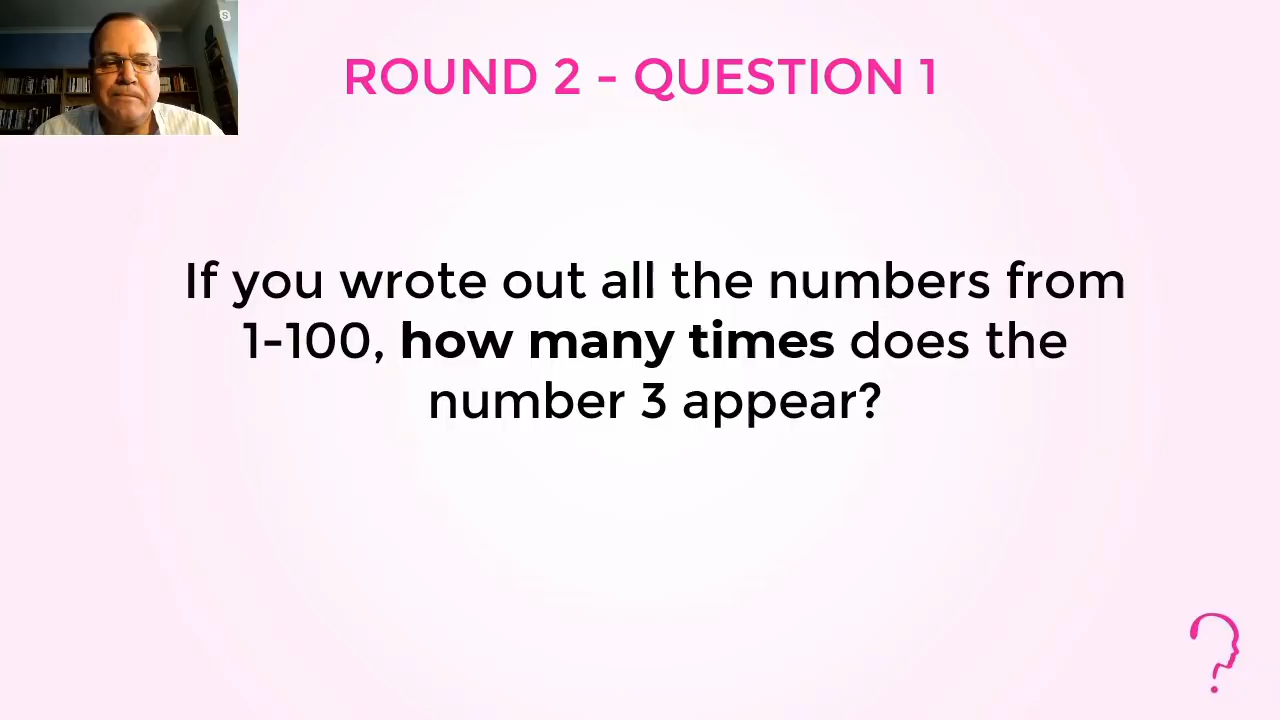 ROUND 2 - QUESTION 1
If you wrote out all the numbers from
1-100, how many times does the
number 3 appear?